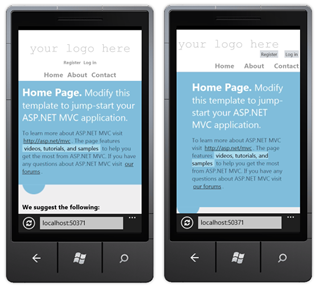 your logo here
Register Log in
Home About Contact
Home Page. Modify
this template to jump-start your
ASP.NET MVC application.
To learn more about ASP.NET MVC visit
http://asp.net/mvc. The page features
videos, tutorials, and samples to help you
get the most from ASP.NET MVC. If you have
any questions about ASP.NET MVC visit our
forums.
We suggest the following:
localhost:50371
your logo here
Register Log in
Home About Contact
Home Page. Modify
this template to jump-
start your ASP.NET
MVC application.
To learn more about ASP.NET MVC visit
http://asp.net/mvc. The page
features videos, tutorials, and
samples to help you get the
most from ASP.NET MVC. If you have any
questions about ASP.NET MVC visit
our forums.
localhost:50371